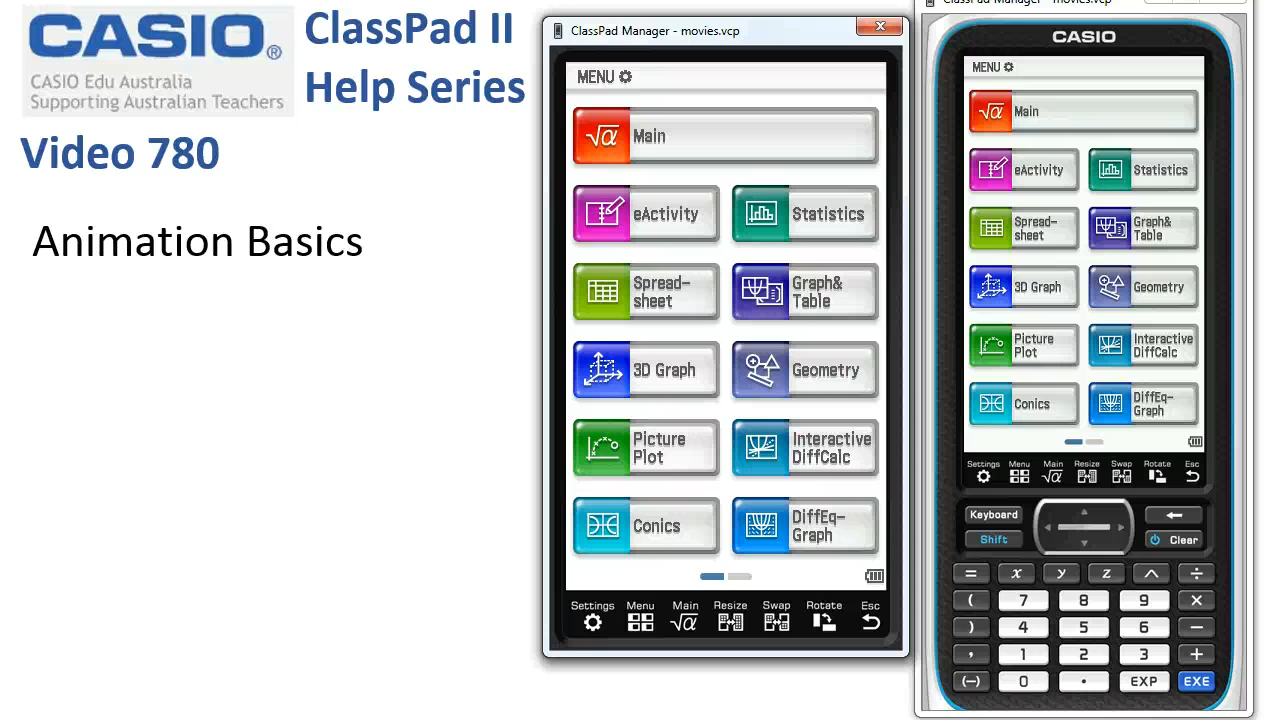 CASIO®
CASIO Edu Australia
Supporting Australian Teachers
ClassPad II
Help Series
Video 780
Animation Basics
ClassPad Manager - movies.vcp
MENU
Main
eActivity
Statistics
Spread-
sheet
Graph&
Table
3D Graph
Geometry
Picture
Plot
Interactive
DiffCalc
Conics
DiffEq-
Graph
Settings Menu Main Resize Swap Rotate Esc
√α
ClassPad Manager - movies.vcp
CASIO
MENU
Main
eActivity
Statistics
Spread-
sheet
Graph&
Table
3D Graph
Geometry
Picture
Plot
Interactive
DiffCalc
Conics
DiffEq-
Graph
Settings Menu Main Resize Swap Rotate Esc
√α
Keyboard
Shift
Clear
= x y z ^ ÷
( 7 8 9 ×
) 4 5 6 −
, 1 2 3 +
(−) 0 • EXP EXE